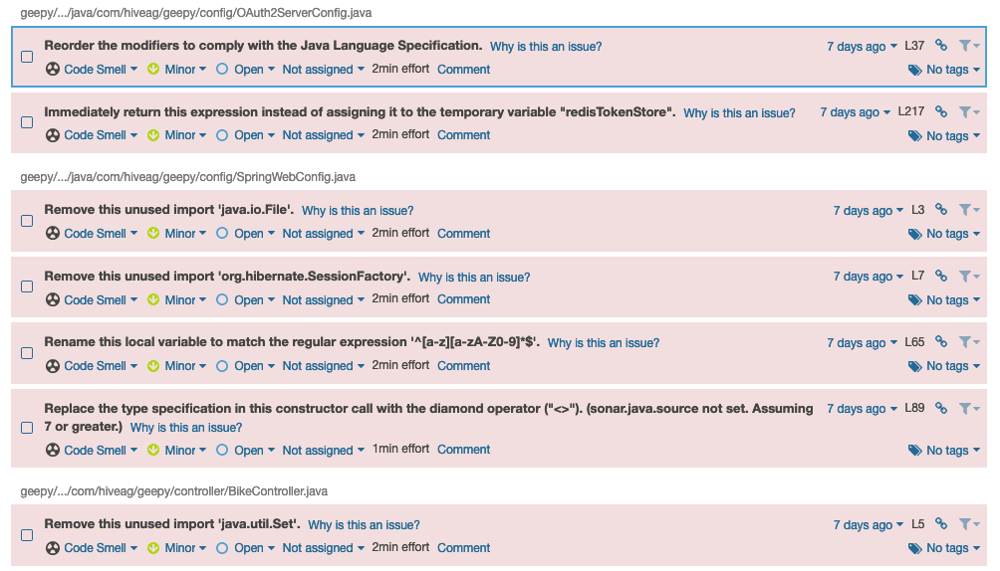 geepy/.../java/com/hiveag/geepy/config/OAuth2ServerConfig.java
Reorder the modifiers to comply with the Java Language Specification. Why is this an issue? 7 days ago L37
Code Smell Minor Open Not assigned 2min effort Comment No tags
Immediately return this expression instead of assigning it to the temporary variable "redisTokenStore". Why is this an issue? 7 days ago L217
Code Smell Minor Open Not assigned 2min effort Comment No tags
geepy/.../java/com/hiveag/geepy/config/SpringWebConfig.java
Remove this unused import 'java.io.File'. Why is this an issue? 7 days ago L3
Code Smell Minor Open Not assigned 2min effort Comment No tags
Remove this unused import 'org.hibernate.SessionFactory'. Why is this an issue? 7 days ago L7
Code Smell Minor Open Not assigned 2min effort Comment No tags
Rename this local variable to match the regular expression '^[a-z][a-zA-Z0-9]*$'. Why is this an issue? 7 days ago L65
Code Smell Minor Open Not assigned 2min effort Comment No tags
Replace the type specification in this constructor call with the diamond operator ("<>"). (sonar.java.source not set. Assuming 7 days ago L89
7 or greater.) Why is this an issue?
Code Smell Minor Open Not assigned 1min effort Comment No tags
geepy/.../com/hiveag/geepy/controller/BikeController.java
Remove this unused import 'java.util.Set'. Why is this an issue? 7 days ago L5
Code Smell Minor Open Not assigned 2min effort Comment No tags